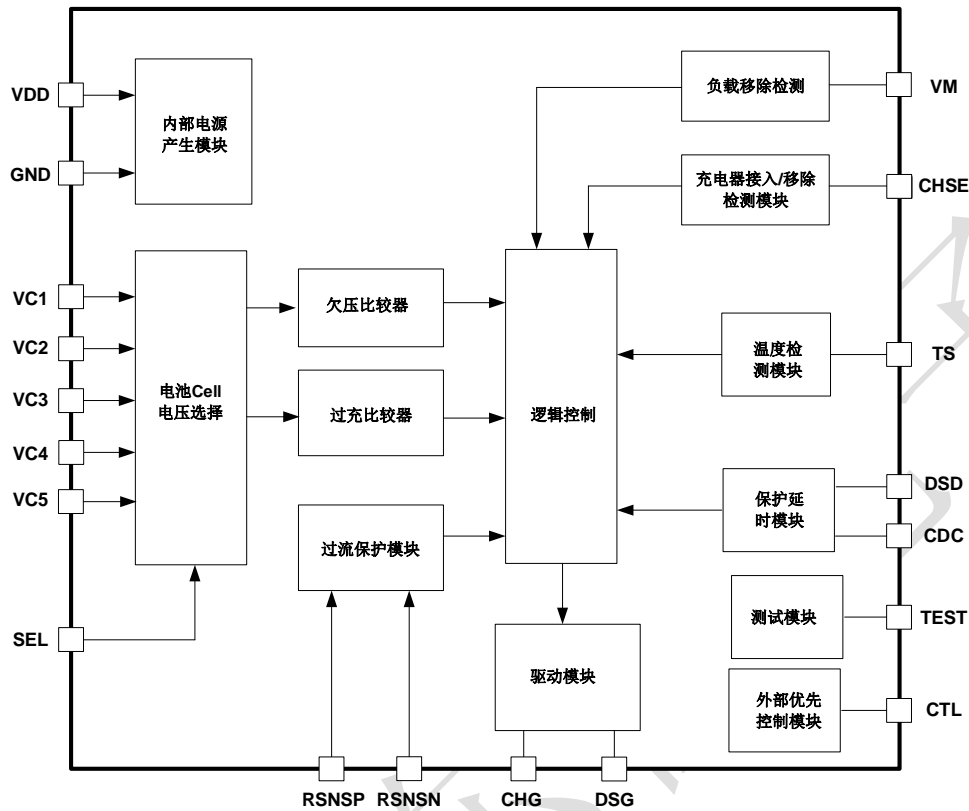 VDD
GND
内部电源
产生模块
负载移除检测
VM
充电器接入/移除
检测模块
CHSE
VC1
VC2
VC3
VC4
VC5
SEL
电池Cell
电压选择
欠压比较器
过充比较器
过流保护模块
逻辑控制
温度检
测模块
TS
保护延
时模块
DSD
CDC
测试模块
TEST
驱动模块
外部优先
控制模块
CTL
RSNSP
RSNSN
CHG
DSG